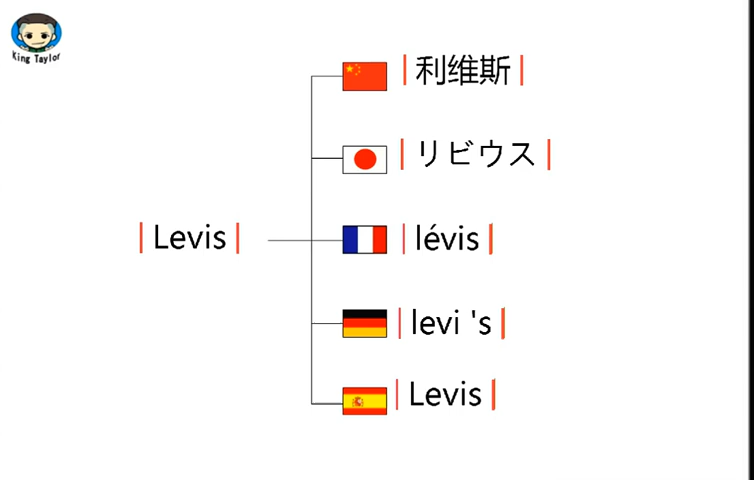 King Taylor
| 利维斯 |
| リビウス |
| Levis |
| lévis |
| levi 's |
| Levis |